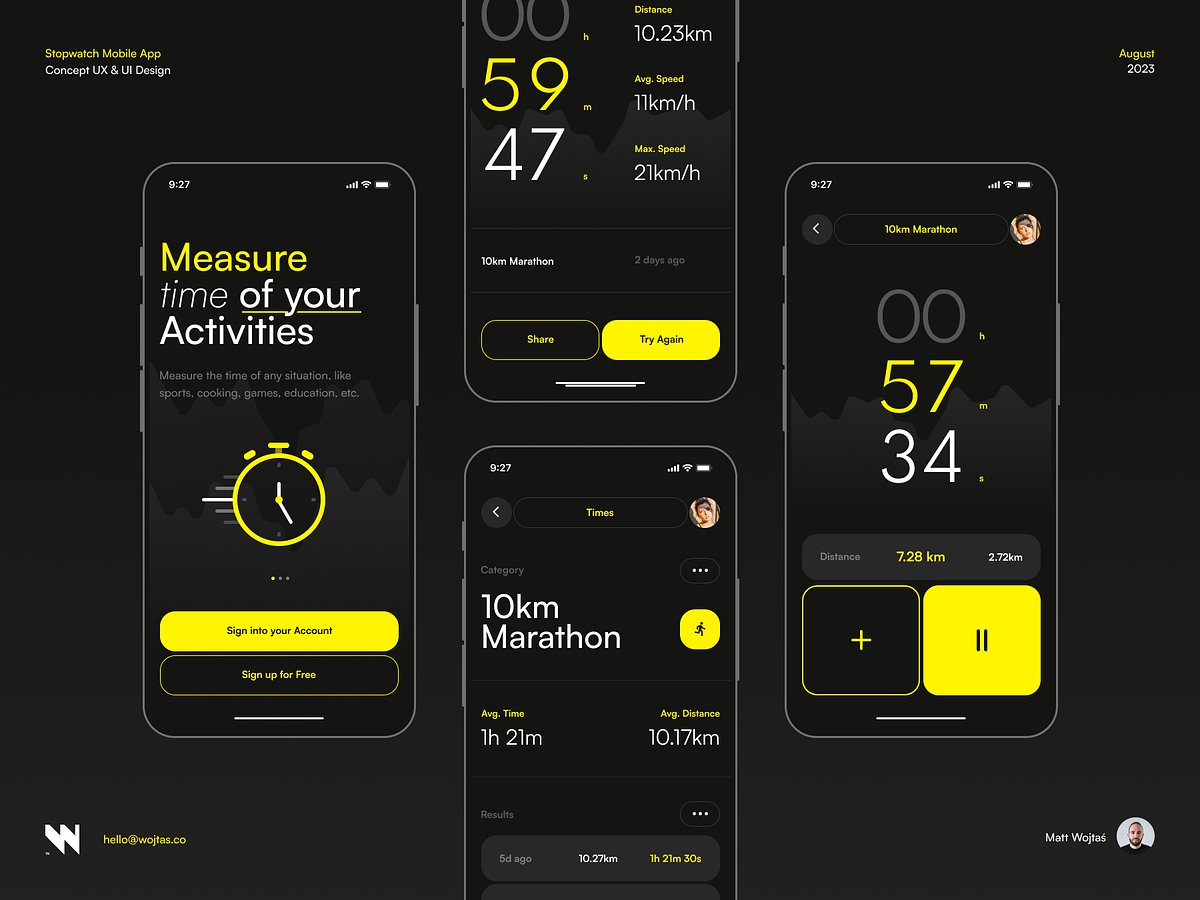 Stopwatch Mobile App
Concept UX & UI Design
August
2023
9:27
Measure
time of your
Activities
Measure the time of any situation, like
sports, cooking, games, education, etc.
Sign into your Account
Sign up for Free
00 h
59 m
47 s
Distance
10.23km
Avg. Speed
11km/h
Max. Speed
21km/h
10km Marathon
2 days ago
Share
Try Again
9:27
Times
Category
10km
Marathon
Avg. Time
1h 21m
Avg. Distance
10.17km
Results
5d ago 10.27km 1h 21m 30s
9:27
10km Marathon
00 h
57 m
34 s
Distance 7.28 km 2.72km
hello@wojtas.co
Matt Wojtaś